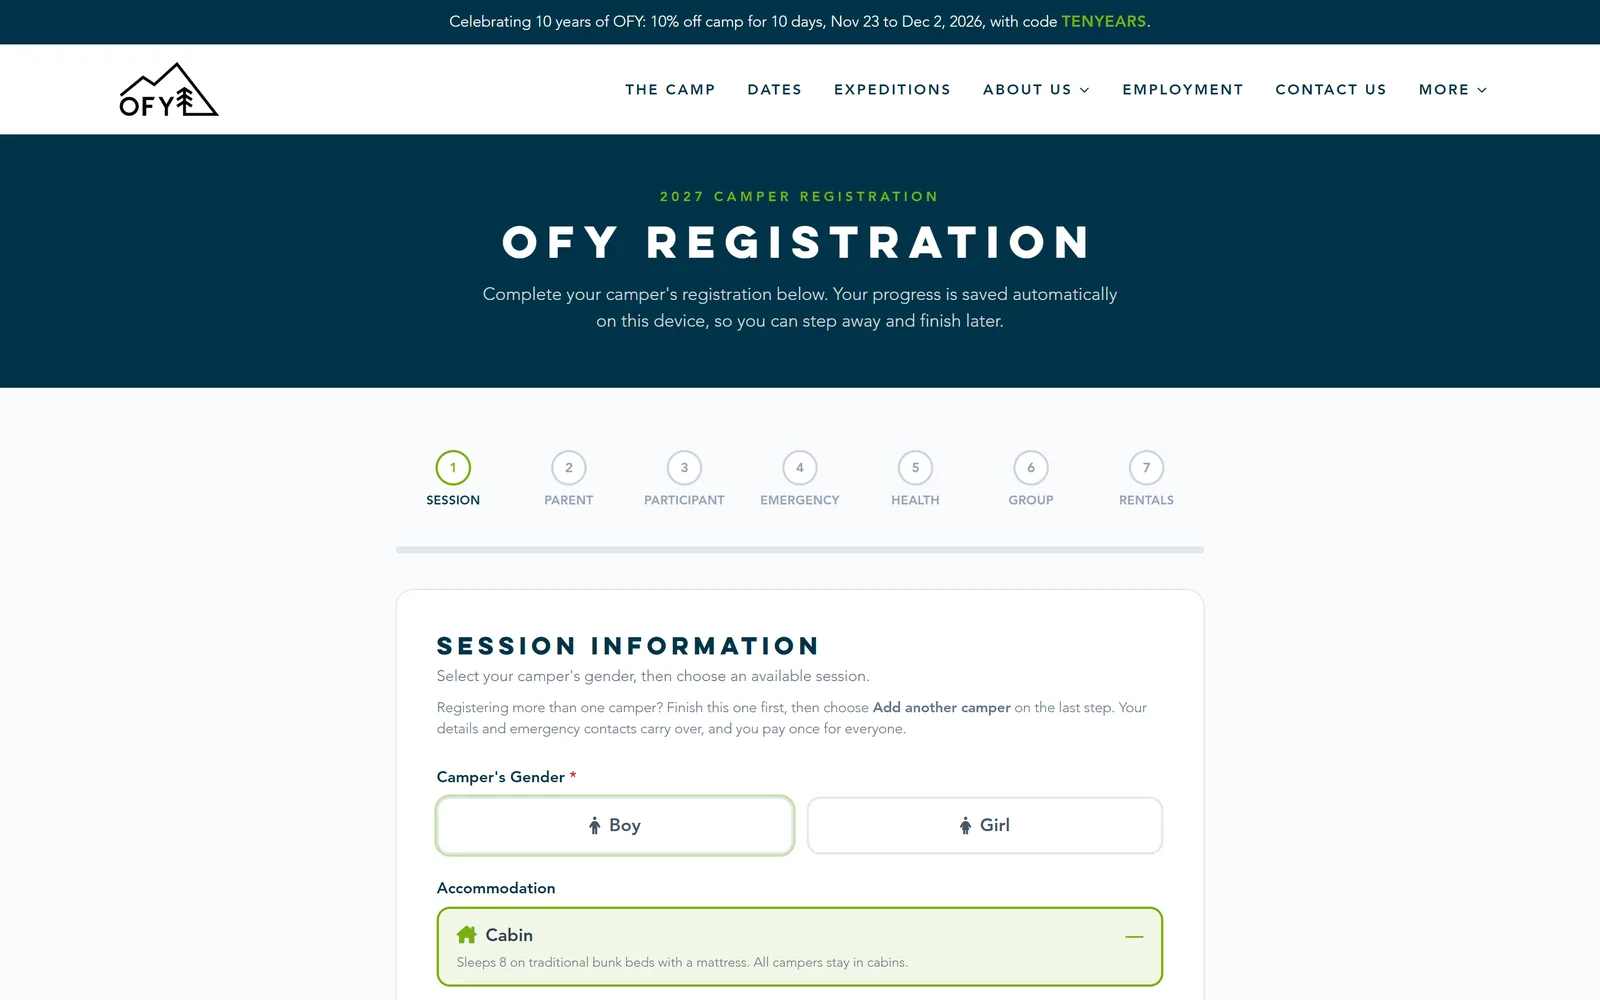 Celebrating 10 years of OFY: 10% off camp for 10 days, Nov 23 to Dec 2, 2026, with code TENYEARS.
OFY
THE CAMP DATES EXPEDITIONS ABOUT US EMPLOYMENT CONTACT US MORE
2027 CAMPER REGISTRATION
OFY REGISTRATION
Complete your camper's registration below. Your progress is saved automatically
on this device, so you can step away and finish later.
1 2 3 4 5 6 7
SESSION PARENT PARTICIPANT EMERGENCY HEALTH GROUP RENTALS
SESSION INFORMATION
Select your camper's gender, then choose an available session.
Registering more than one camper? Finish this one first, then choose Add another camper on the last step. Your
details and emergency contacts carry over, and you pay once for everyone.
Camper's Gender *
Boy Girl
Accommodation
Cabin
Sleeps 8 on traditional bunk beds with a mattress. All campers stay in cabins.